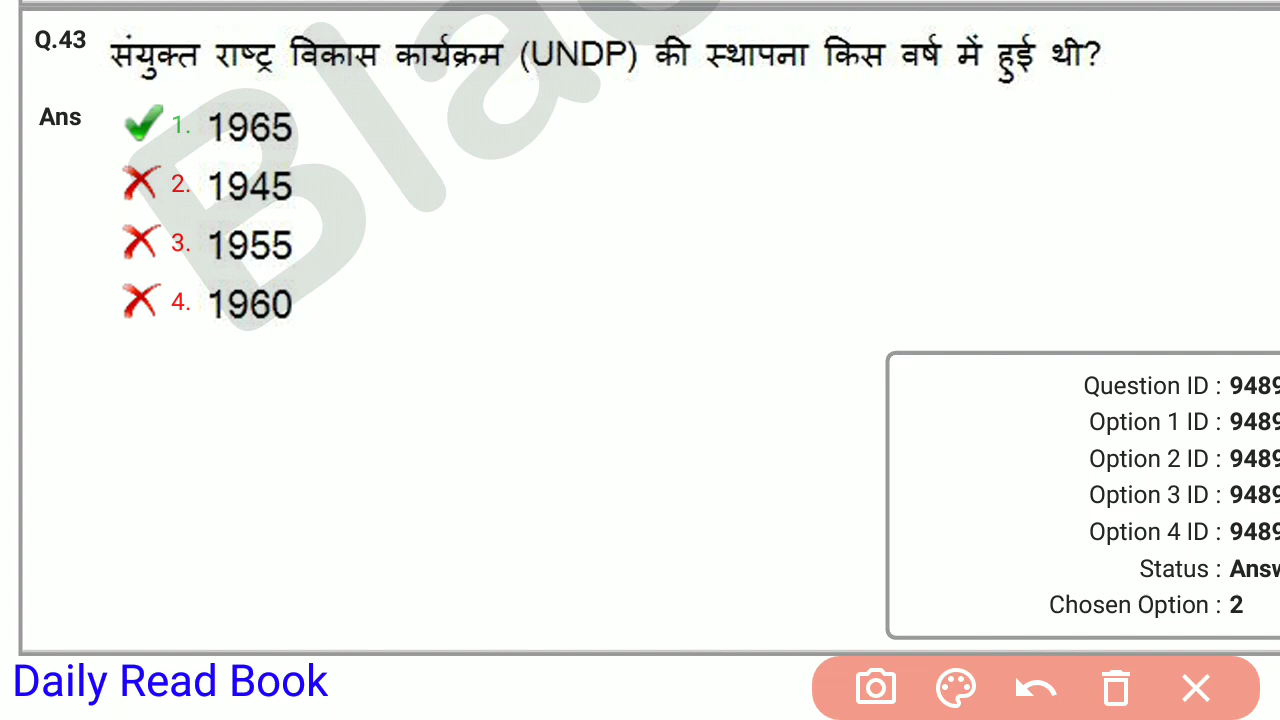 Q.43 संयुक्त राष्ट्र विकास कार्यक्रम (UNDP) की स्थापना किस वर्ष में हुई थी?
Ans 1. 1965
2. 1945
3. 1955
4. 1960
Question ID : 9489
Option 1 ID : 9489
Option 2 ID : 9489
Option 3 ID : 9489
Option 4 ID : 9489
Status : Answ
Chosen Option : 2
Daily Read Book